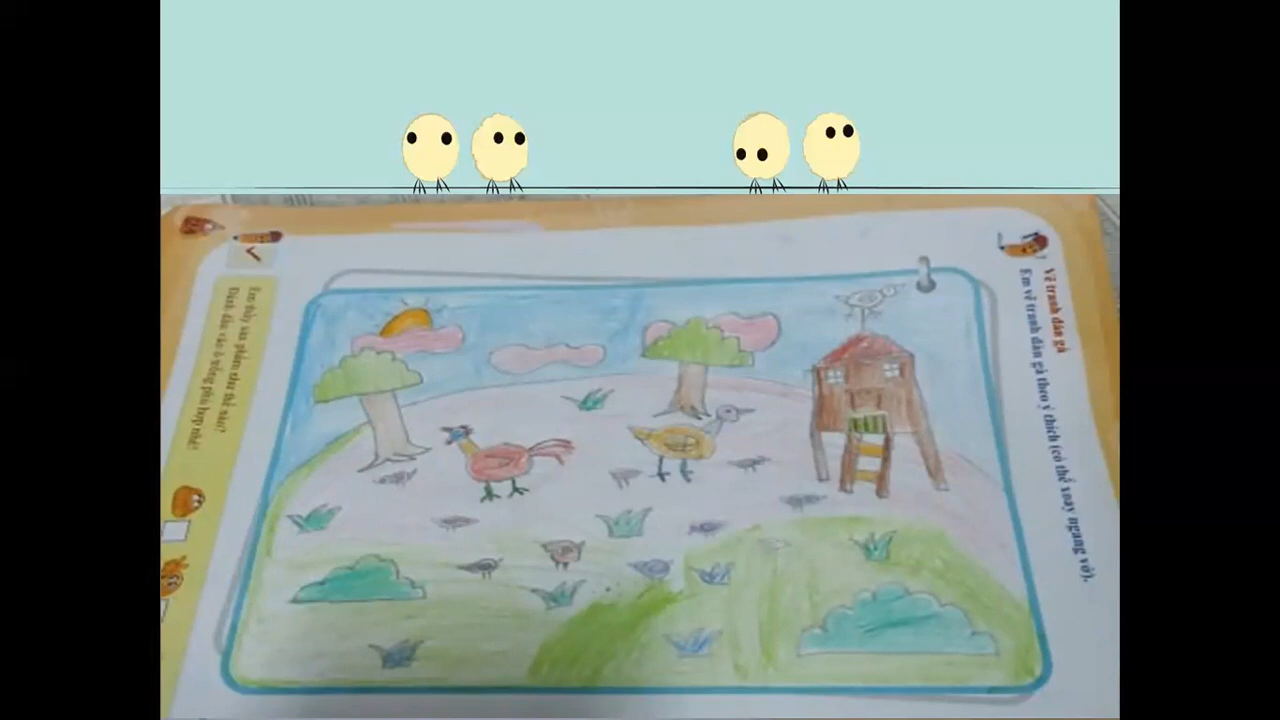 Vẽ tranh đàn gà
Em vẽ tranh đàn gà theo ý thích (có thể xoay ngang vở).
Em thấy sản phẩm như thế nào?
Đánh dấu vào ô trống phù hợp nhé!